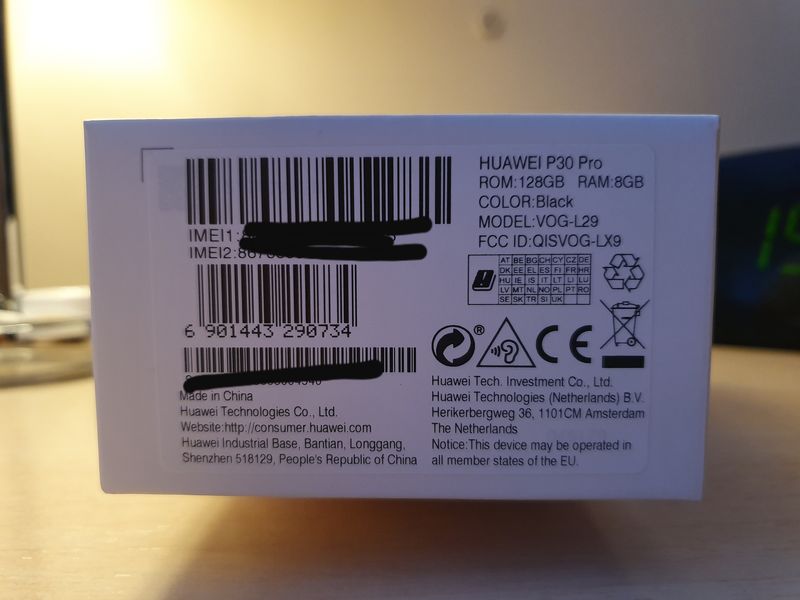 HUAWEI P30 Pro
ROM:128GB RAM:8GB
COLOR:Black
MODEL:VOG-L29
FCC ID:QISVOG-LX9
IMEI1:
IMEI2:
AT BE BG CH CY CZ DE
DK EE EL ES FI FR HR
HU IE IS IT LT LI LU
LV MT NL NO PL PT RO
SE SK TR SI UK
6 901443 290734
®
CE
Made in China
Huawei Technologies Co., Ltd.
Website:http://consumer.huawei.com
Huawei Industrial Base, Bantian, Longgang,
Shenzhen 518129, People's Republic of China
Huawei Tech. Investment Co., Ltd.
Huawei Technologies (Netherlands) B.V.
Herikerbergweg 36, 1101CM Amsterdam
The Netherlands
Notice:This device may be operated in
all member states of the EU.